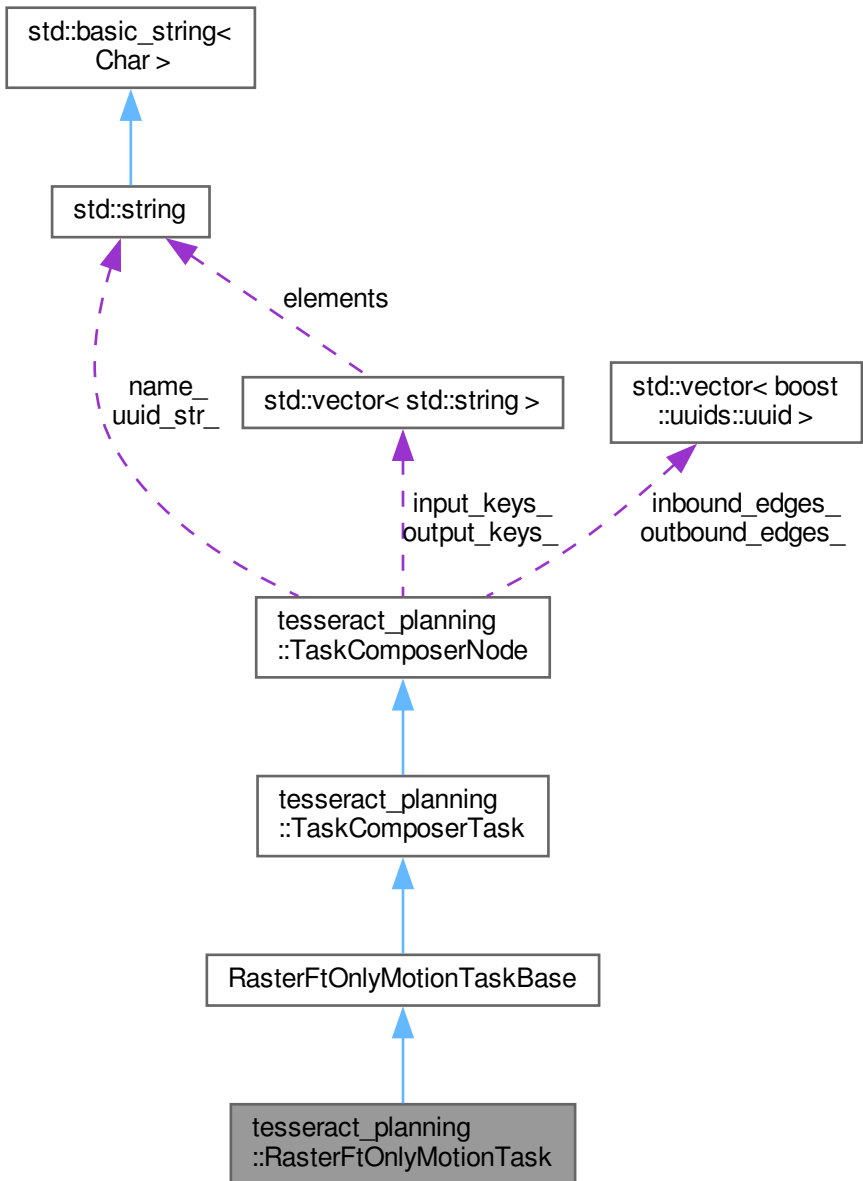 std::basic_string<
Char >
std::string
elements
name_
uuid_str_
std::vector< std::string >
std::vector< boost
::uuids::uuid >
input_keys_
output_keys_
inbound_edges_
outbound_edges_
tesseract_planning
::TaskComposerNode
tesseract_planning
::TaskComposerTask
RasterFtOnlyMotionTaskBase
tesseract_planning
::RasterFtOnlyMotionTask